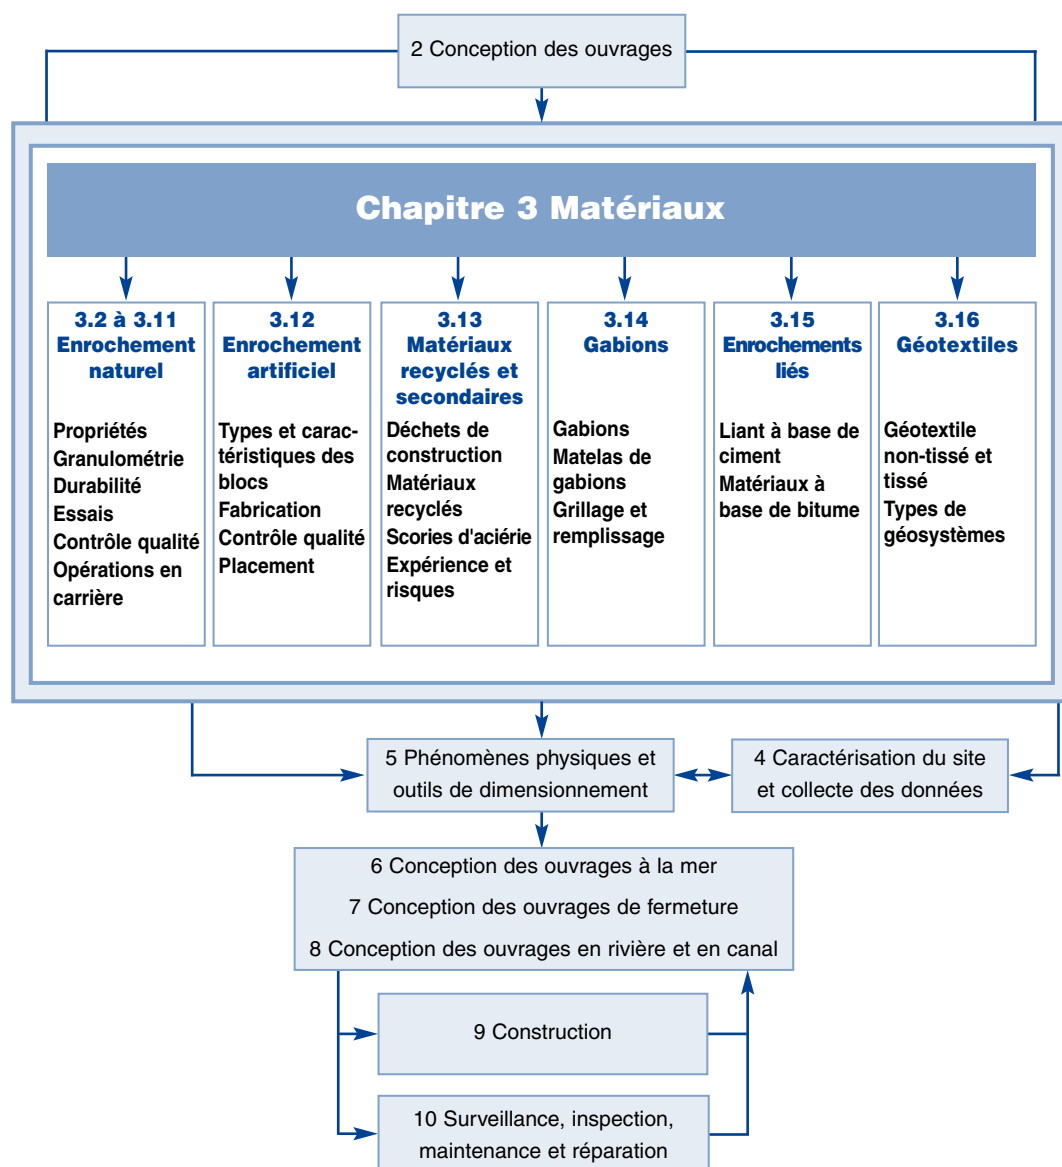 2 Conception des ouvrages
Chapitre 3 Matériaux
3.2 à 3.11
Enrochement
naturel
Propriétés
Granulométrie
Durabilité
Essais
Contrôle qualité
Opérations en
carrière
3.12
Enrochement
artificiel
Types et carac-
téristiques des
blocs
Fabrication
Contrôle qualité
Placement
3.13
Matériaux
recyclés et
secondaires
Déchets de
construction
Matériaux
recyclés
Scories d'aciérie
Expérience et
risques
3.14
Gabions
Gabions
Matelas de
gabions
Grillage et
remplissage
3.15
Enrochements
liés
Liant à base de
ciment
Matériaux à
base de bitume
3.16
Géotextiles
Géotextile
non-tissé et
tissé
Types de
géosystèmes
5 Phénomènes physiques et
outils de dimensionnement
4 Caractérisation du site
et collecte des données
6 Conception des ouvrages à la mer
7 Conception des ouvrages de fermeture
8 Conception des ouvrages en rivière et en canal
9 Construction
10 Surveillance, inspection,
maintenance et réparation